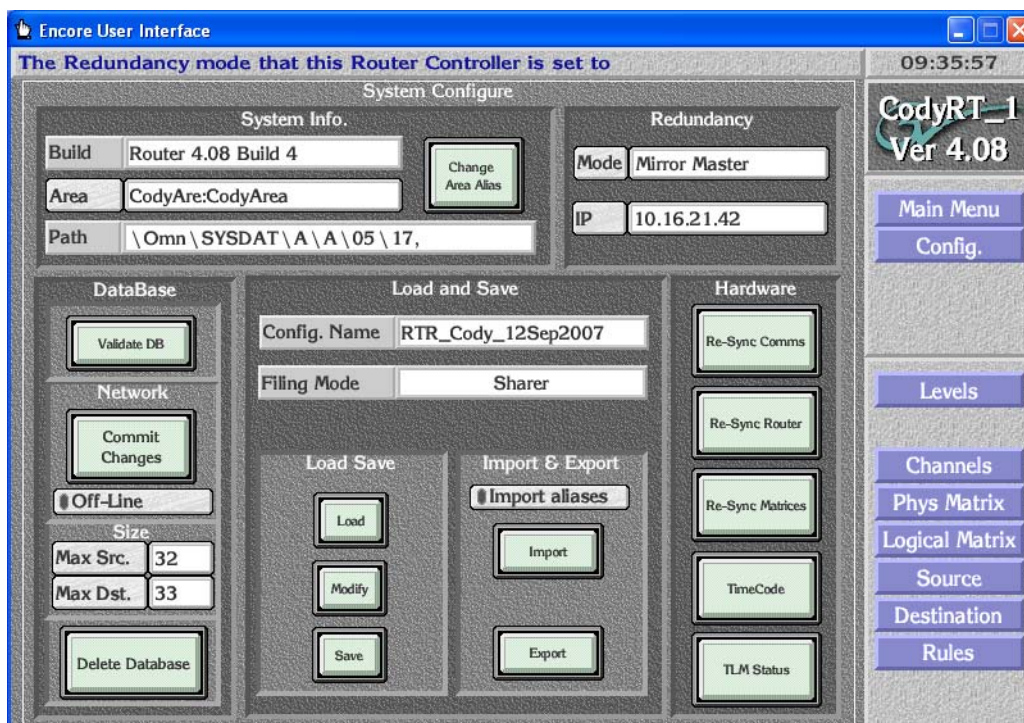 Encore User Interface
The Redundancy mode that this Router Controller is set to
09:35:57
System Configure
System Info.
Build
Router 4.08 Build 4
Change
Area Alias
Area
CodyAre:CodyArea
Path
\Omn\SYSDAT\A\A\05\17,
Redundancy
Mode
Mirror Master
IP
10.16.21.42
CodyRT_1
Ver 4.08
Main Menu
Config.
DataBase
Validate DB
Network
Commit
Changes
Off-Line
Size
Max Src.
32
Max Dst.
33
Delete Database
Load and Save
Config. Name
RTR_Cody_12Sep2007
Filing Mode
Sharer
Load Save
Load
Modify
Save
Import & Export
Import aliases
Import
Export
Hardware
Re-Sync Comms
Re-Sync Router
Re-Sync Matrices
TimeCode
TLM Status
Levels
Channels
Phys Matrix
Logical Matrix
Source
Destination
Rules